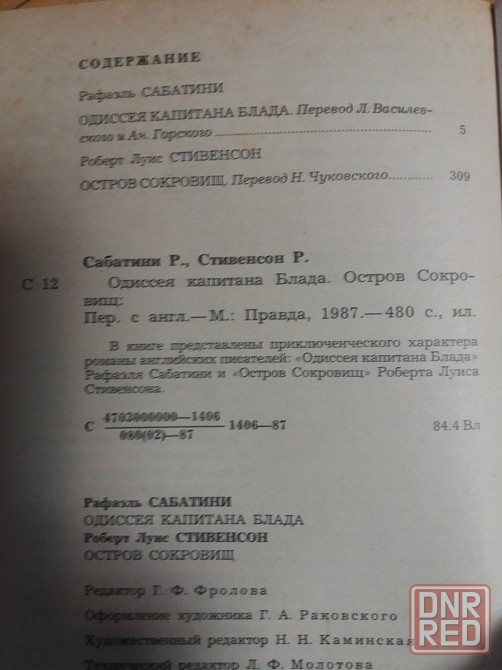 СОДЕРЖАНИЕ
Рафаэль САБАТИНИ
ОДИССЕЯ КАПИТАНА БЛАДА. Перевод Л. Василев-
ского и Ан. Горского ........ 5
Роберт Луис СТИВЕНСОН
ОСТРОВ СОКРОВИЩ. Перевод Н. Чуковского ........ 309
Сабатини Р., Стивенсон Р.
С 12 Одиссея капитана Блада. Остров Сокро-
вищ:
Пер. с англ.— М.: Правда, 1987.— 480 с., ил.
В книге представлены приключенческого характера
романы английских писателей: «Одиссея капитана Блада»
Рафаэля Сабатини и «Остров Сокровищ» Роберта Луиса
Стивенсона.
4703000000—1406
С 1406—87 84.4 Вл
080(02)—87
Рафаэль САБАТИНИ
ОДИССЕЯ КАПИТАНА БЛАДА
Роберт Луис СТИВЕНСОН
ОСТРОВ СОКРОВИЩ
Редактор Г. Ф. Фролова
Оформление художника Г. А. Раковского
Художественный редактор Н. Н. Каминская
Технический редактор Л. Ф. Молотова
DNR
RED